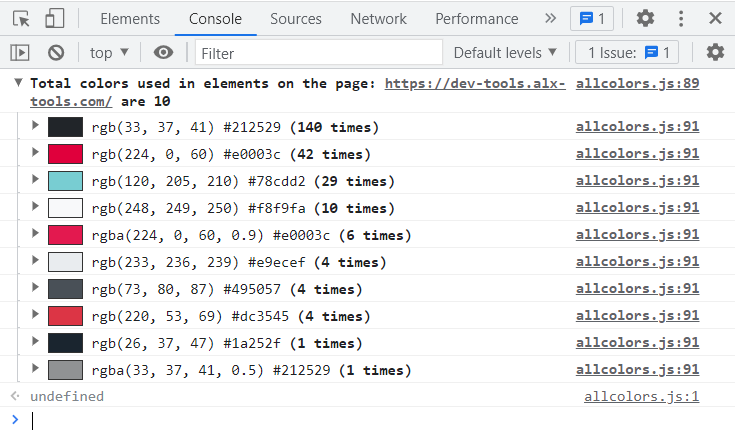 Elements Console Sources Network Performance » 1
top ▼ Filter Default levels ▼ 1 Issue: 1
▼ Total colors used in elements on the page: https://dev-tools.alx- allcolors.js:89
tools.com/ are 10
▶ rgb(33, 37, 41) #212529 (140 times) allcolors.js:91
▶ rgb(224, 0, 60) #e0003c (42 times) allcolors.js:91
▶ rgb(120, 205, 210) #78cdd2 (29 times) allcolors.js:91
▶ rgb(248, 249, 250) #f8f9fa (10 times) allcolors.js:91
▶ rgba(224, 0, 60, 0.9) #e0003c (6 times) allcolors.js:91
▶ rgb(233, 236, 239) #e9ecef (4 times) allcolors.js:91
▶ rgb(73, 80, 87) #495057 (4 times) allcolors.js:91
▶ rgb(220, 53, 69) #dc3545 (4 times) allcolors.js:91
▶ rgb(26, 37, 47) #1a252f (1 times) allcolors.js:91
▶ rgba(33, 37, 41, 0.5) #212529 (1 times) allcolors.js:91
undefined allcolors.js:1